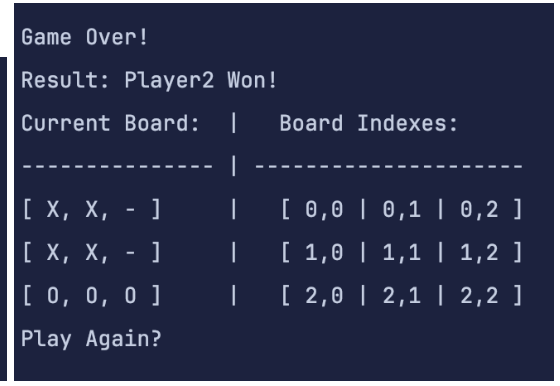 Game Over!
Result: Player2 Won!
Current Board:  |   Board Indexes:
--------------- | ---------------------
[ X, X, - ]     |   [ 0,0 | 0,1 | 0,2 ]
[ X, X, - ]     |   [ 1,0 | 1,1 | 1,2 ]
[ O, O, O ]     |   [ 2,0 | 2,1 | 2,2 ]
Play Again?